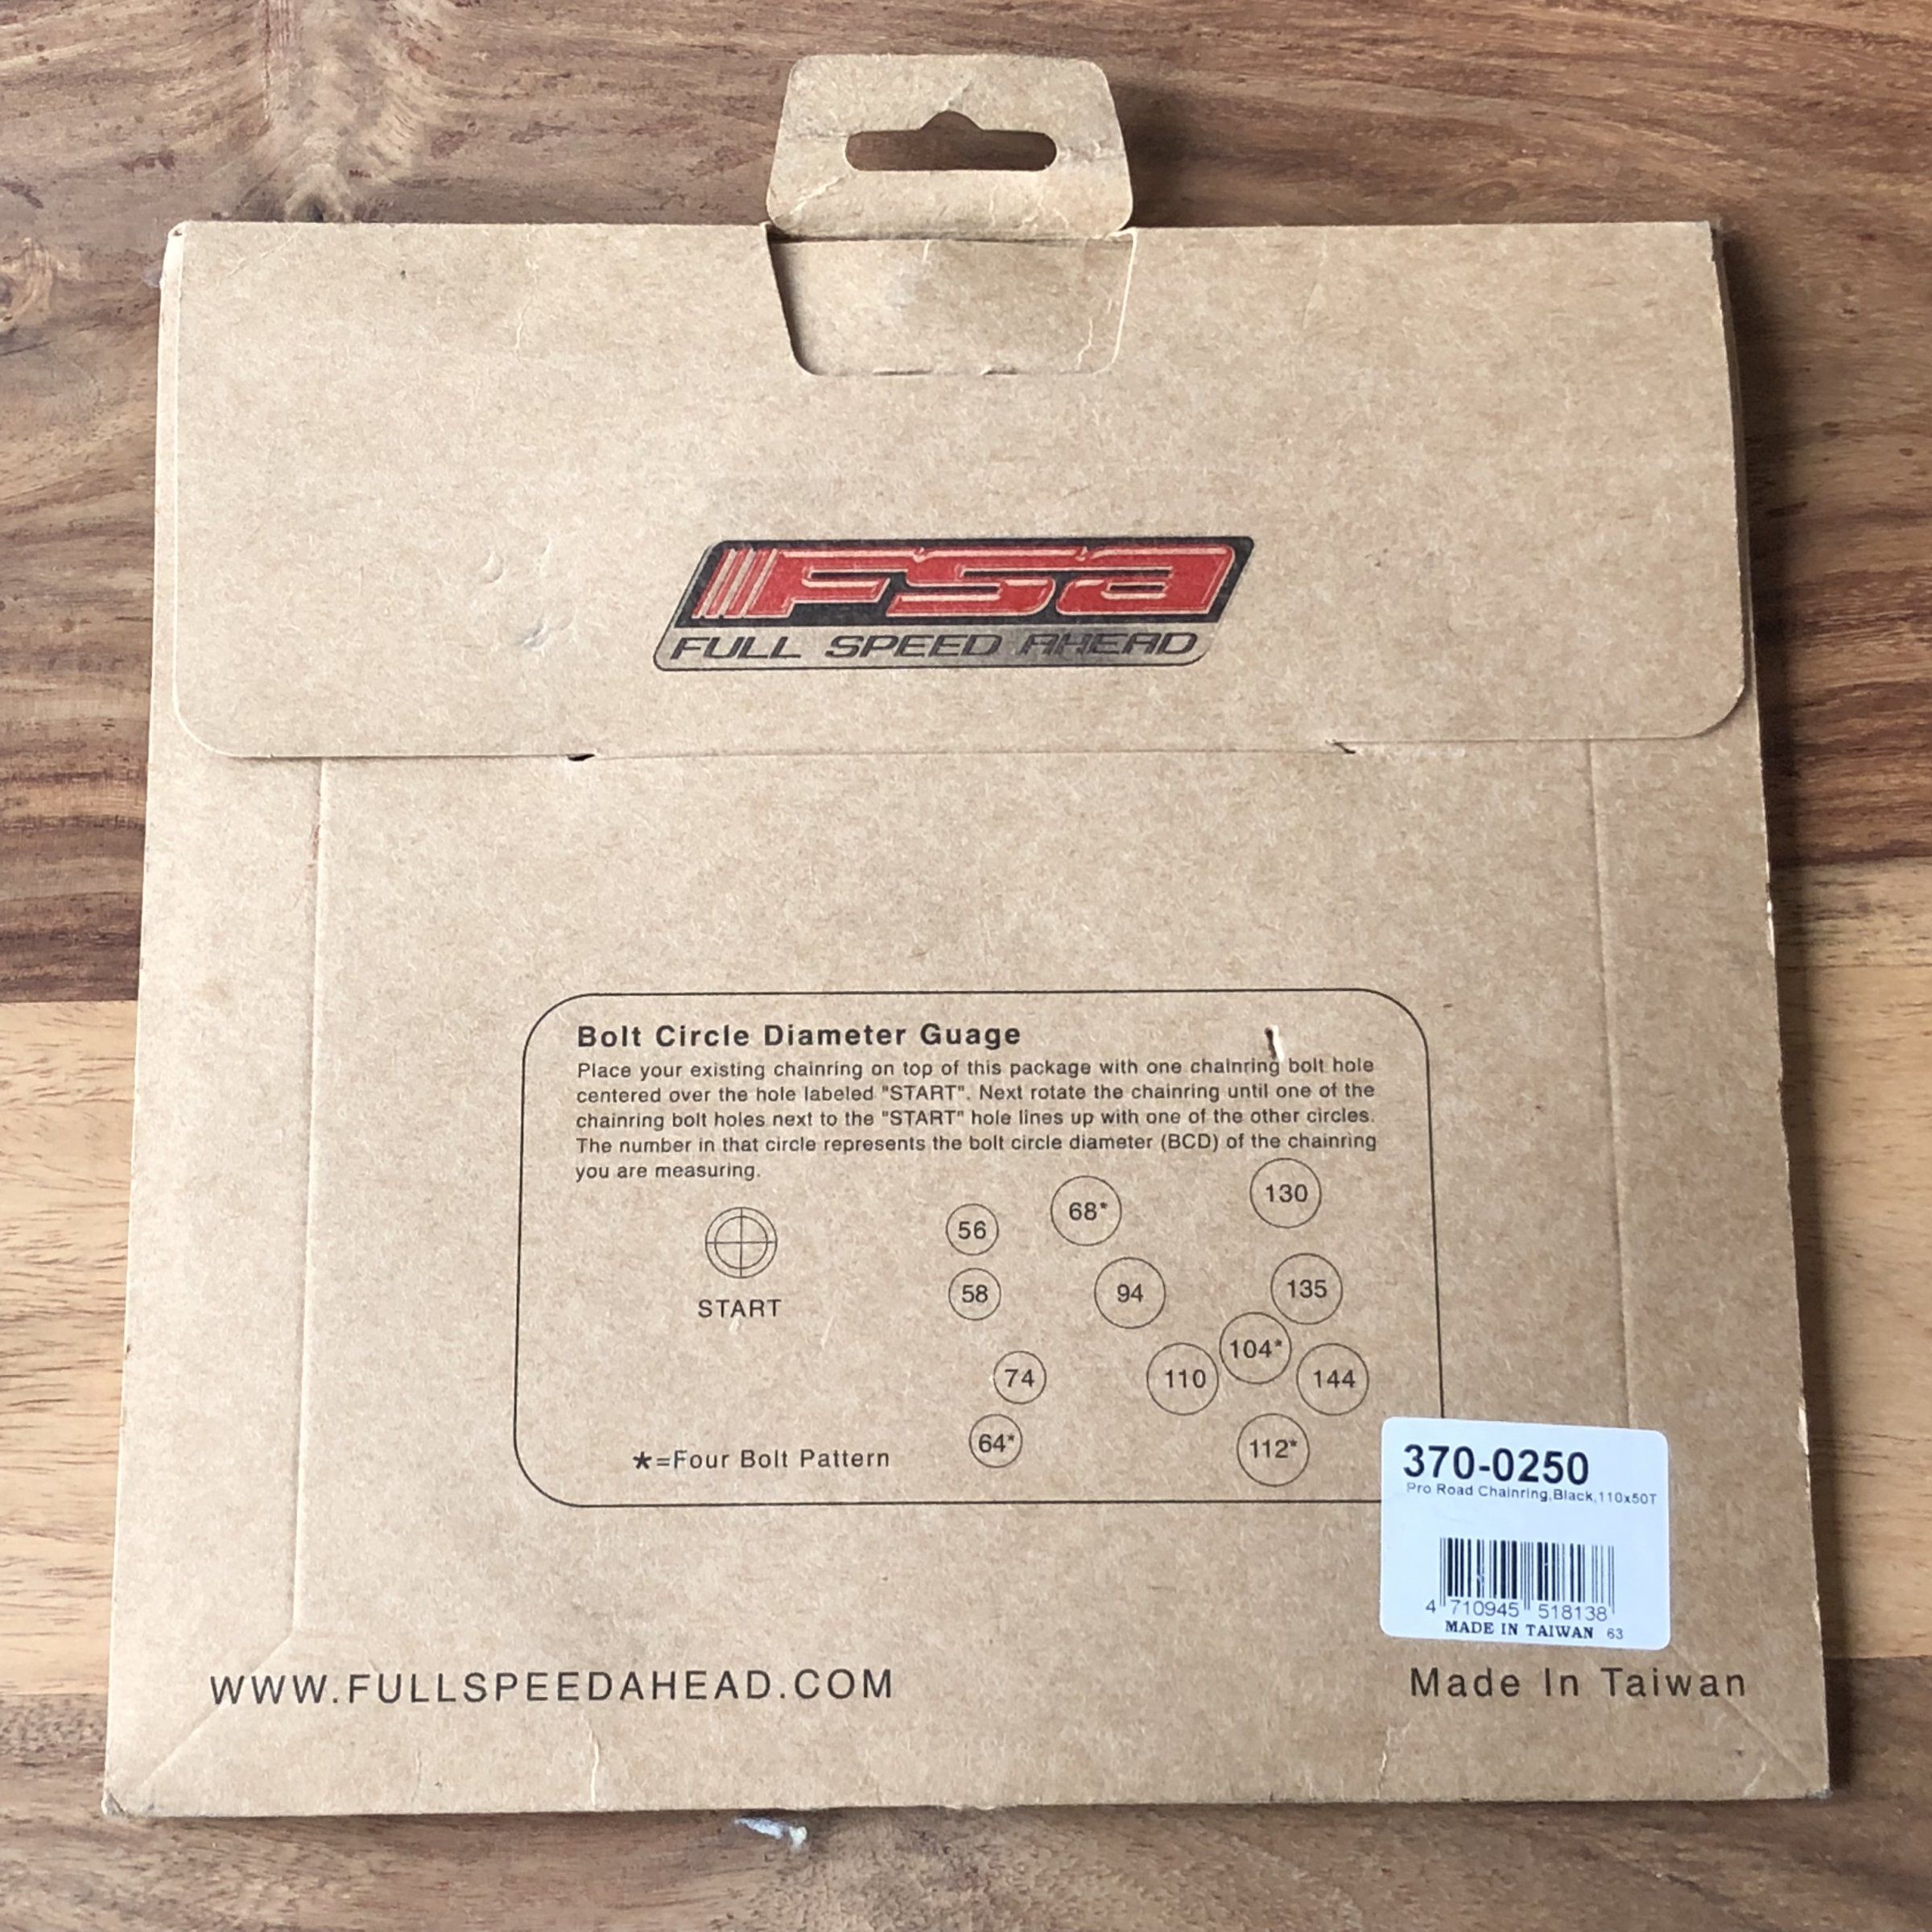 FSA
FULL SPEED AHEAD
Bolt Circle Diameter Guage
Place your existing chainring on top of this package with one chainring bolt hole
centered over the hole labeled "START". Next rotate the chainring until one of the
chainring bolt holes next to the "START" hole lines up with one of the other circles.
The number in that circle represents the bolt circle diameter (BCD) of the chainring
you are measuring.
56
68*
130
58
94
135
START
104*
74
110
144
64*
112*
*=Four Bolt Pattern
370-0250
Pro Road Chainring,Black,110x50T
4 710945 518138
MADE IN TAIWAN 63
WWW.FULLSPEEDAHEAD.COM
Made In Taiwan